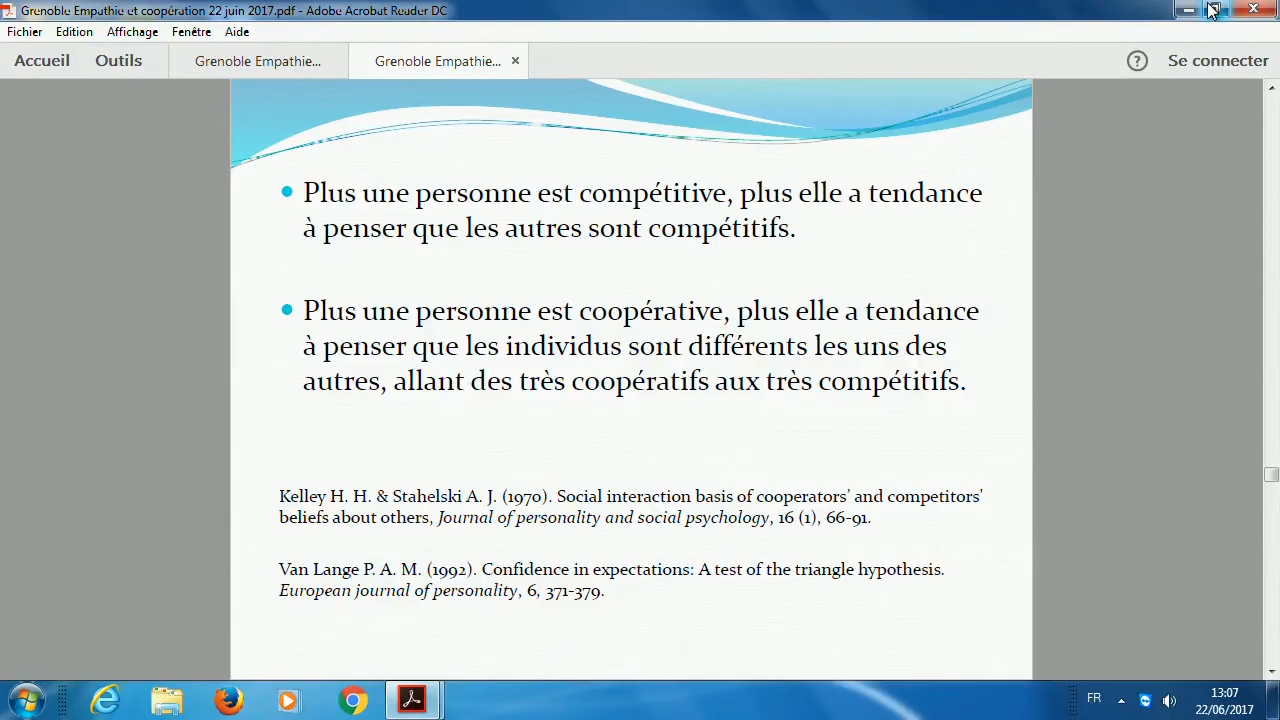 Grenoble Empathie et coopération 22 juin 2017.pdf - Adobe Acrobat Reader DC
Fichier Edition Affichage Fenêtre Aide
Accueil Outils Grenoble Empathie... Grenoble Empathie... × ? Se connecter
• Plus une personne est compétitive, plus elle a tendance
à penser que les autres sont compétitifs.
• Plus une personne est coopérative, plus elle a tendance
à penser que les individus sont différents les uns des
autres, allant des très coopératifs aux très compétitifs.
Kelley H. H. & Stahelski A. J. (1970). Social interaction basis of cooperators’ and competitors'
beliefs about others, Journal of personality and social psychology, 16 (1), 66-91.
Van Lange P. A. M. (1992). Confidence in expectations: A test of the triangle hypothesis.
European journal of personality, 6, 371-379.
FR 13:07
22/06/2017